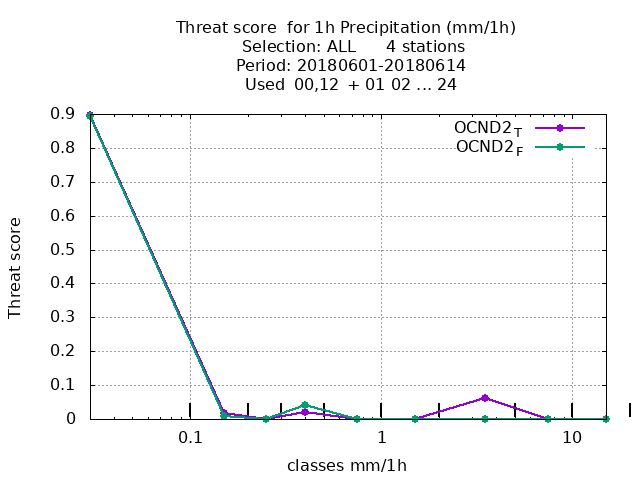 Threat score  for 1h Precipitation (mm/1h)
Selection: ALL      4 stations
Period: 20180601-20180614
Used  00,12  + 01 02 ... 24
OCND2T
OCND2F
0.9
0.8
0.7
0.6
0.5
0.4
0.3
0.2
0.1
0
Threat score
0.1 1 10
classes mm/1h